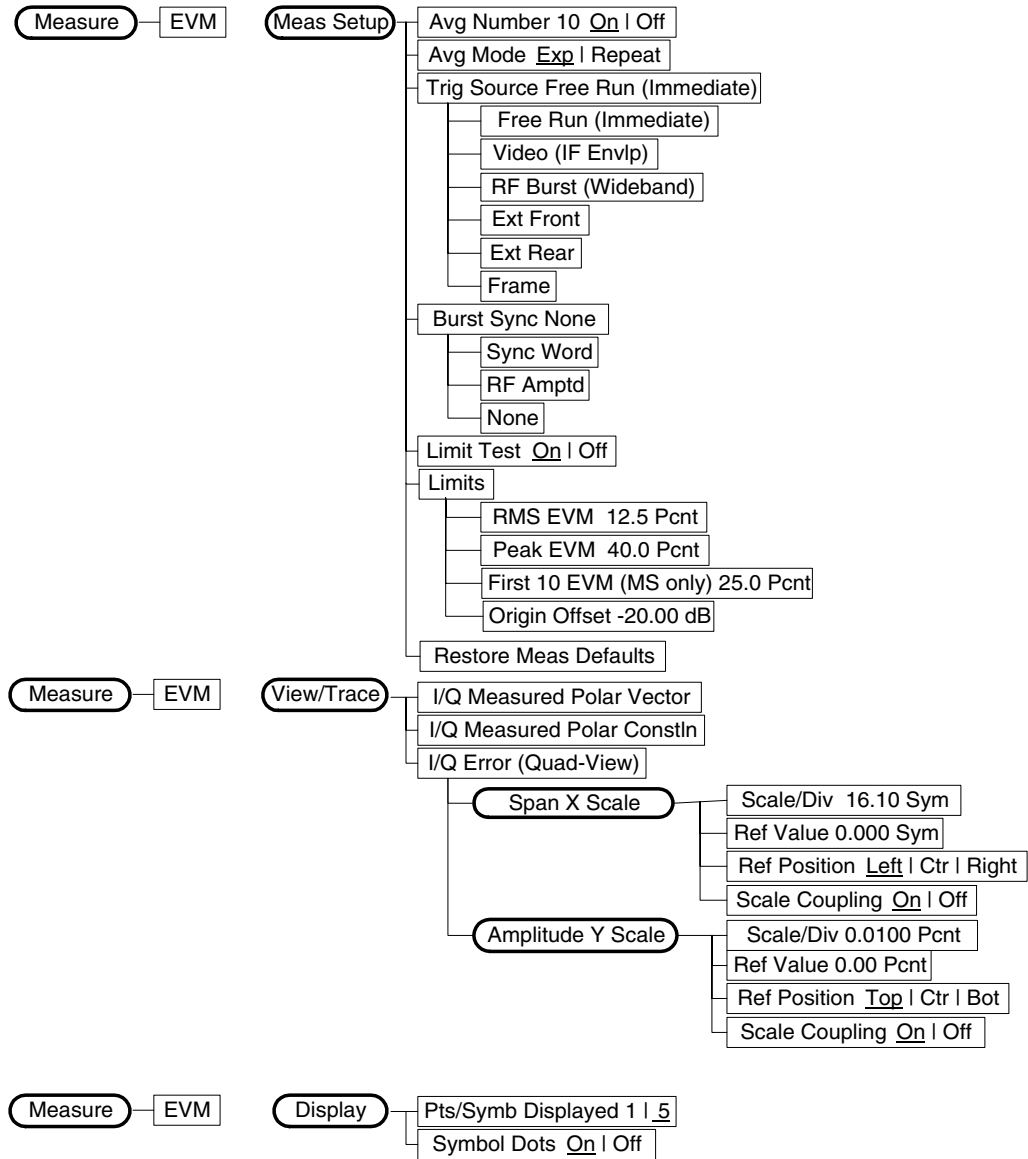 Measure
EVM
Meas Setup
Avg Number 10 On | Off
Avg Mode Exp | Repeat
Trig Source Free Run (Immediate)
Free Run (Immediate)
Video (IF Envlp)
RF Burst (Wideband)
Ext Front
Ext Rear
Frame
Burst Sync None
Sync Word
RF Amptd
None
Limit Test On | Off
Limits
RMS EVM 12.5 Pcnt
Peak EVM 40.0 Pcnt
First 10 EVM (MS only) 25.0 Pcnt
Origin Offset -20.00 dB
Restore Meas Defaults
Measure
EVM
View/Trace
I/Q Measured Polar Vector
I/Q Measured Polar Constln
I/Q Error (Quad-View)
Span X Scale
Scale/Div 16.10 Sym
Ref Value 0.000 Sym
Ref Position Left | Ctr | Right
Scale Coupling On | Off
Amplitude Y Scale
Scale/Div 0.0100 Pcnt
Ref Value 0.00 Pcnt
Ref Position Top | Ctr | Bot
Scale Coupling On | Off
Measure
EVM
Display
Pts/Symb Displayed 1 | 5
Symbol Dots On | Off